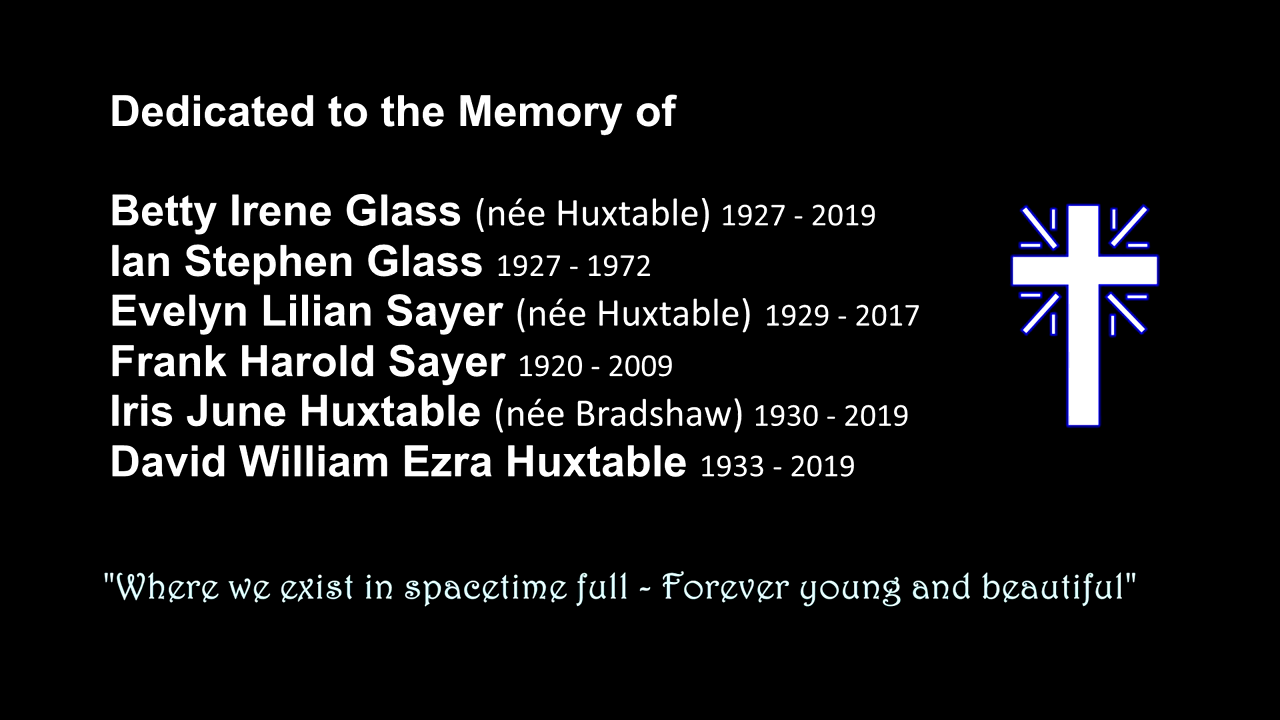 Dedicated to the Memory of
Betty Irene Glass (née Huxtable) 1927 - 2019
Ian Stephen Glass 1927 - 1972
Evelyn Lilian Sayer (née Huxtable) 1929 - 2017
Frank Harold Sayer 1920 - 2009
Iris June Huxtable (née Bradshaw) 1930 - 2019
David William Ezra Huxtable 1933 - 2019
"Where we exist in spacetime full - Forever young and beautiful"